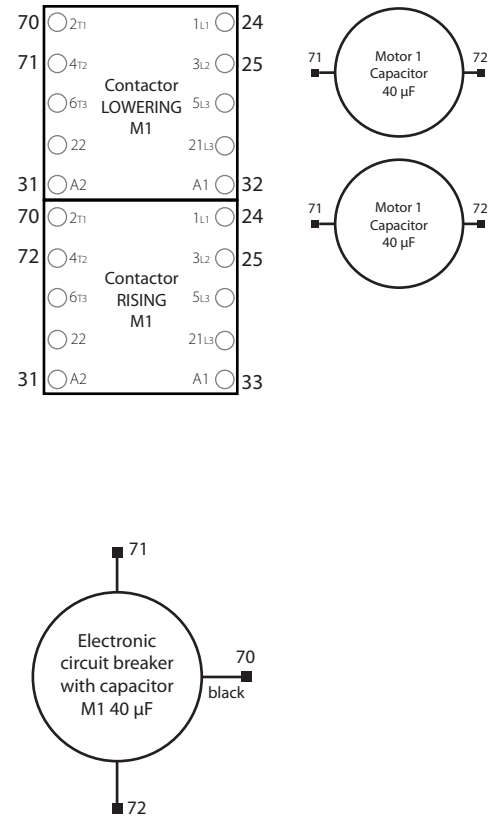 70 2T1 1L1 24
71 4T2 3L2 25
6T3 5L3
22 21L3
31 A2 A1 32
Contactor
LOWERING
M1
70 2T1 1L1 24
72 4T2 3L2 25
6T3 5L3
22 21L3
31 A2 A1 33
Contactor
RISING
M1
71 72
Motor 1
Capacitor
40 µF
71 72
Motor 1
Capacitor
40 µF
71
Electronic
circuit breaker
with capacitor
M1 40 µF
70
black
72